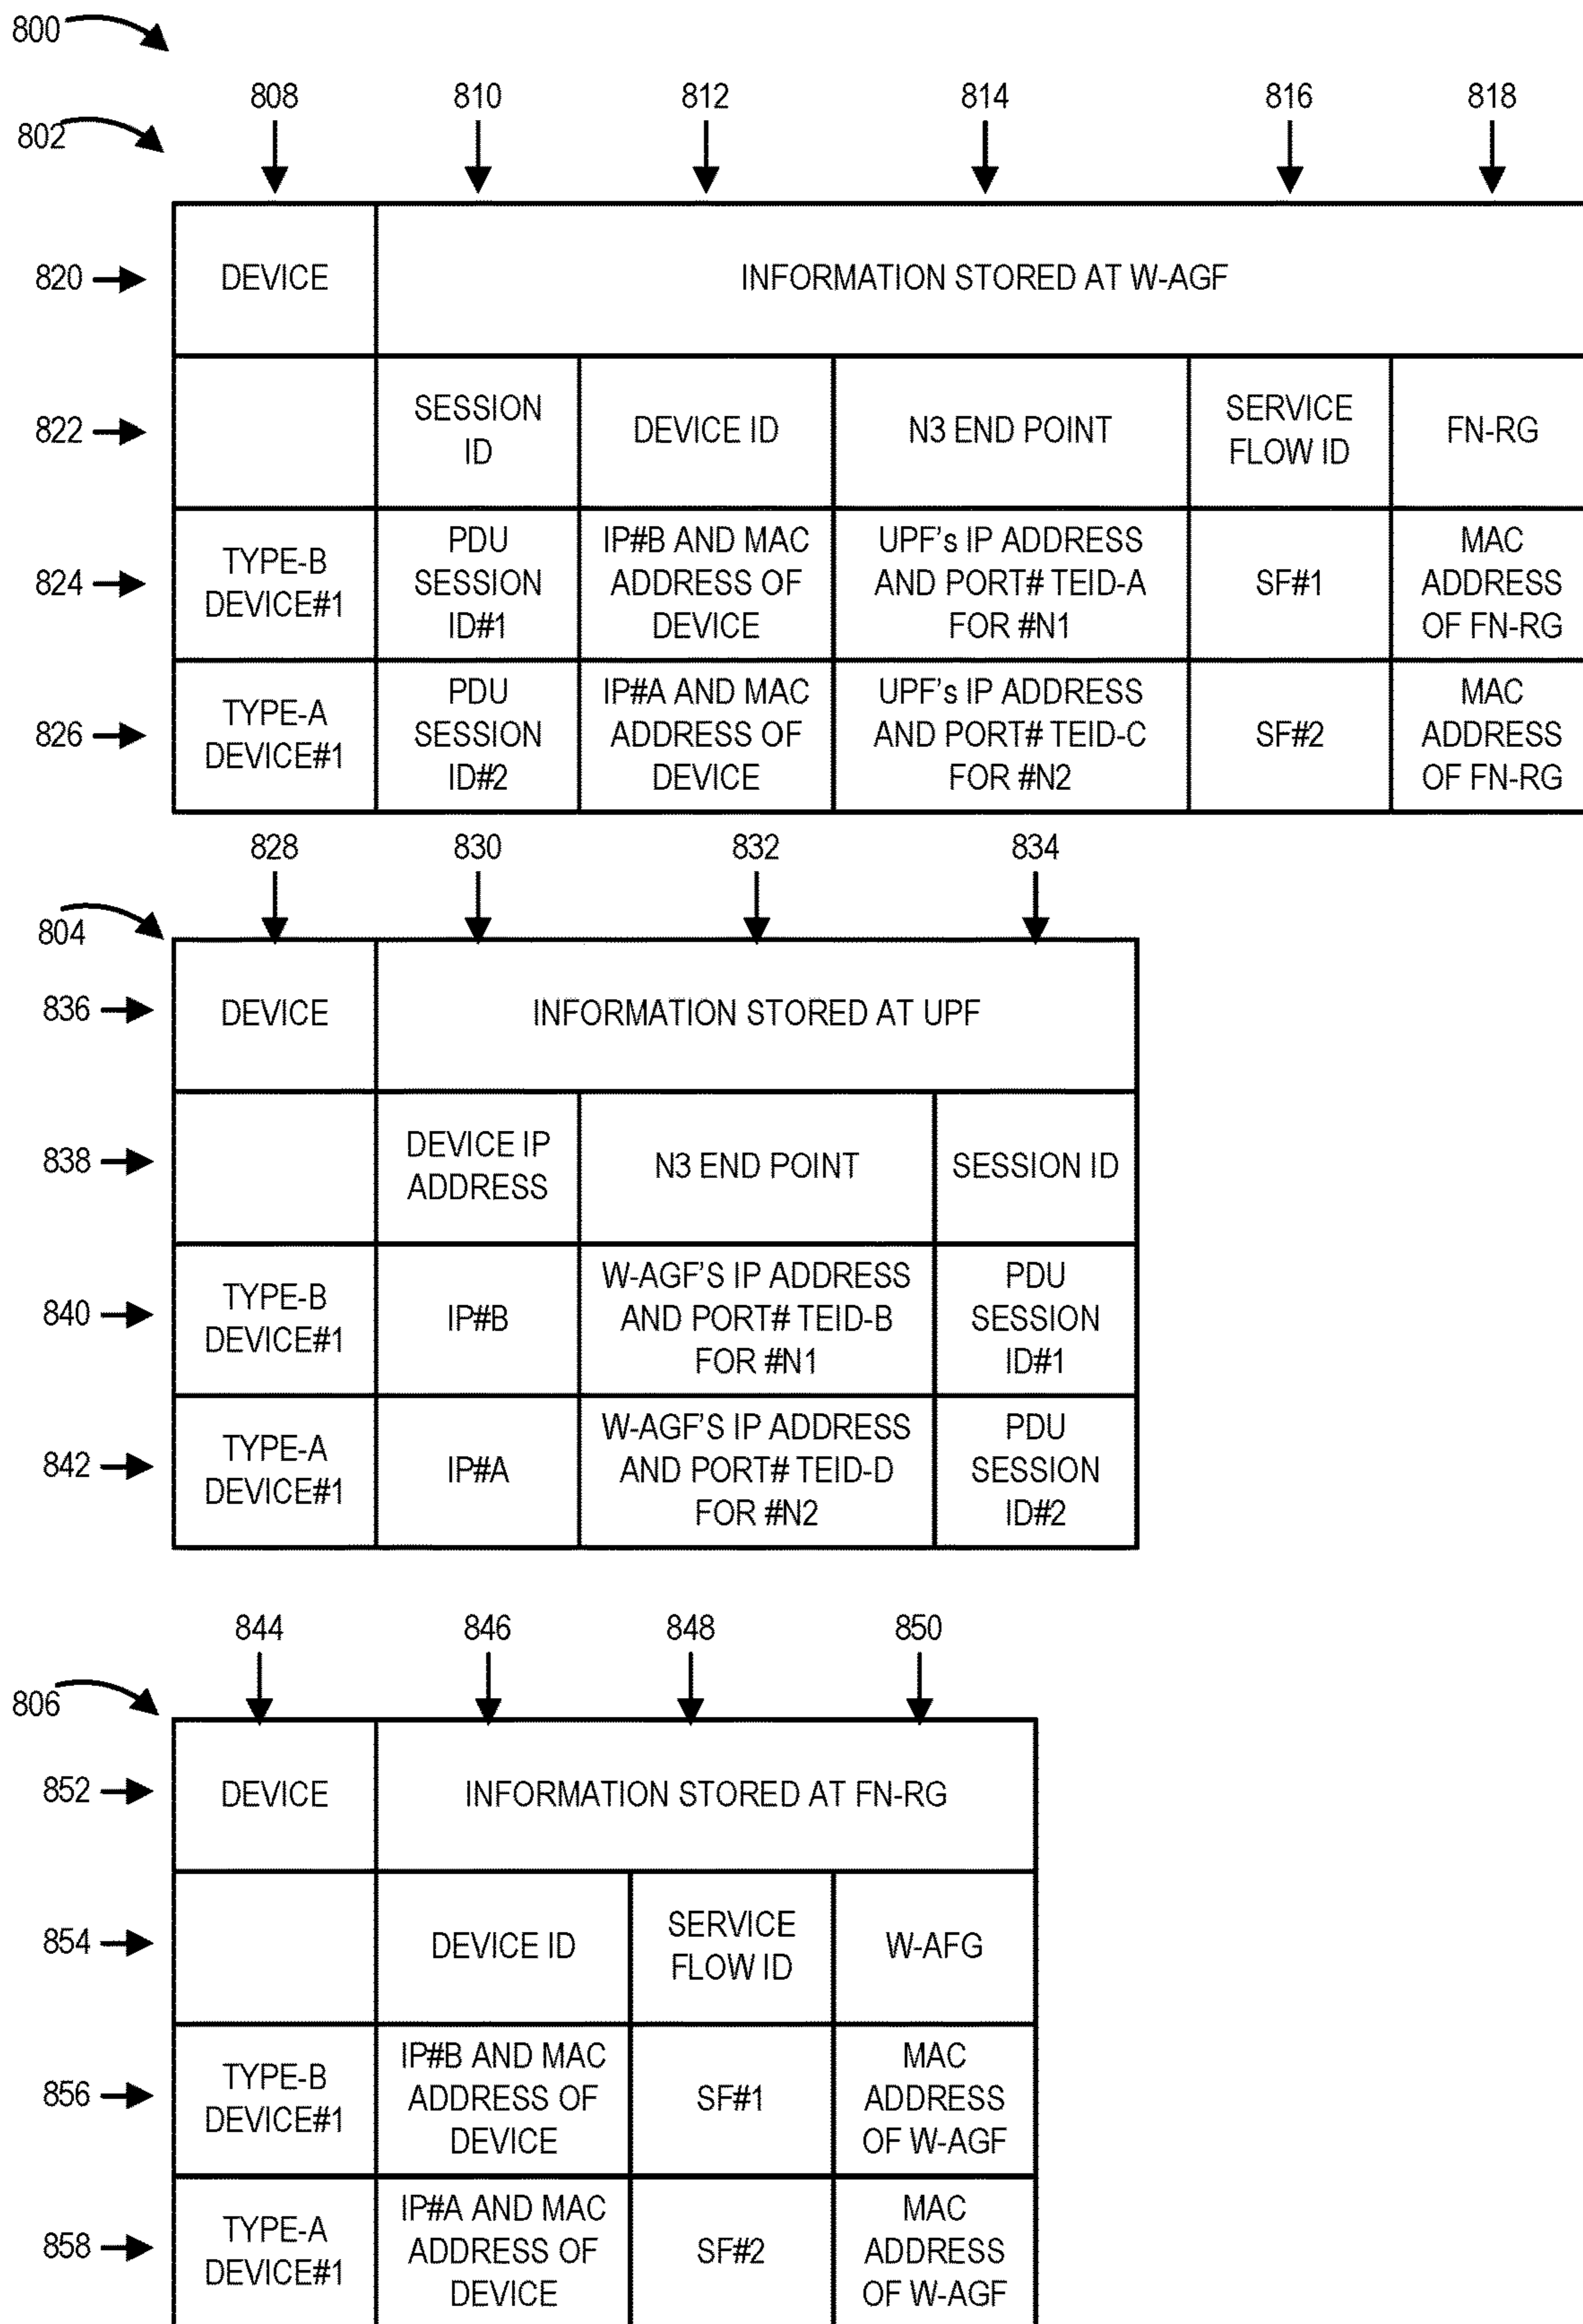 800
808 810 812 814 816 818
802
820 DEVICE INFORMATION STORED AT W-AGF
822
SESSION
ID
DEVICE ID
N3 END POINT
SERVICE
FLOW ID
FN-RG
824
TYPE-B
DEVICE#1
PDU
SESSION
ID#1
IP#B AND MAC
ADDRESS OF
DEVICE
UPF's IP ADDRESS
AND PORT# TEID-A
FOR #N1
SF#1
MAC
ADDRESS
OF FN-RG
826
TYPE-A
DEVICE#1
PDU
SESSION
ID#2
IP#A AND MAC
ADDRESS OF
DEVICE
UPF's IP ADDRESS
AND PORT# TEID-C
FOR #N2
SF#2
MAC
ADDRESS
OF FN-RG
828 830 832 834
804
836 DEVICE INFORMATION STORED AT UPF
838
DEVICE IP
ADDRESS
N3 END POINT
SESSION ID
840
TYPE-B
DEVICE#1
IP#B
W-AGF'S IP ADDRESS
AND PORT# TEID-B
FOR #N1
PDU
SESSION
ID#1
842
TYPE-A
DEVICE#1
IP#A
W-AGF'S IP ADDRESS
AND PORT# TEID-D
FOR #N2
PDU
SESSION
ID#2
844 846 848 850
806
852 DEVICE INFORMATION STORED AT FN-RG
854
DEVICE ID
SERVICE
FLOW ID
W-AFG
856
TYPE-B
DEVICE#1
IP#B AND MAC
ADDRESS OF
DEVICE
SF#1
MAC
ADDRESS
OF W-AGF
858
TYPE-A
DEVICE#1
IP#A AND MAC
ADDRESS OF
DEVICE
SF#2
MAC
ADDRESS
OF W-AGF